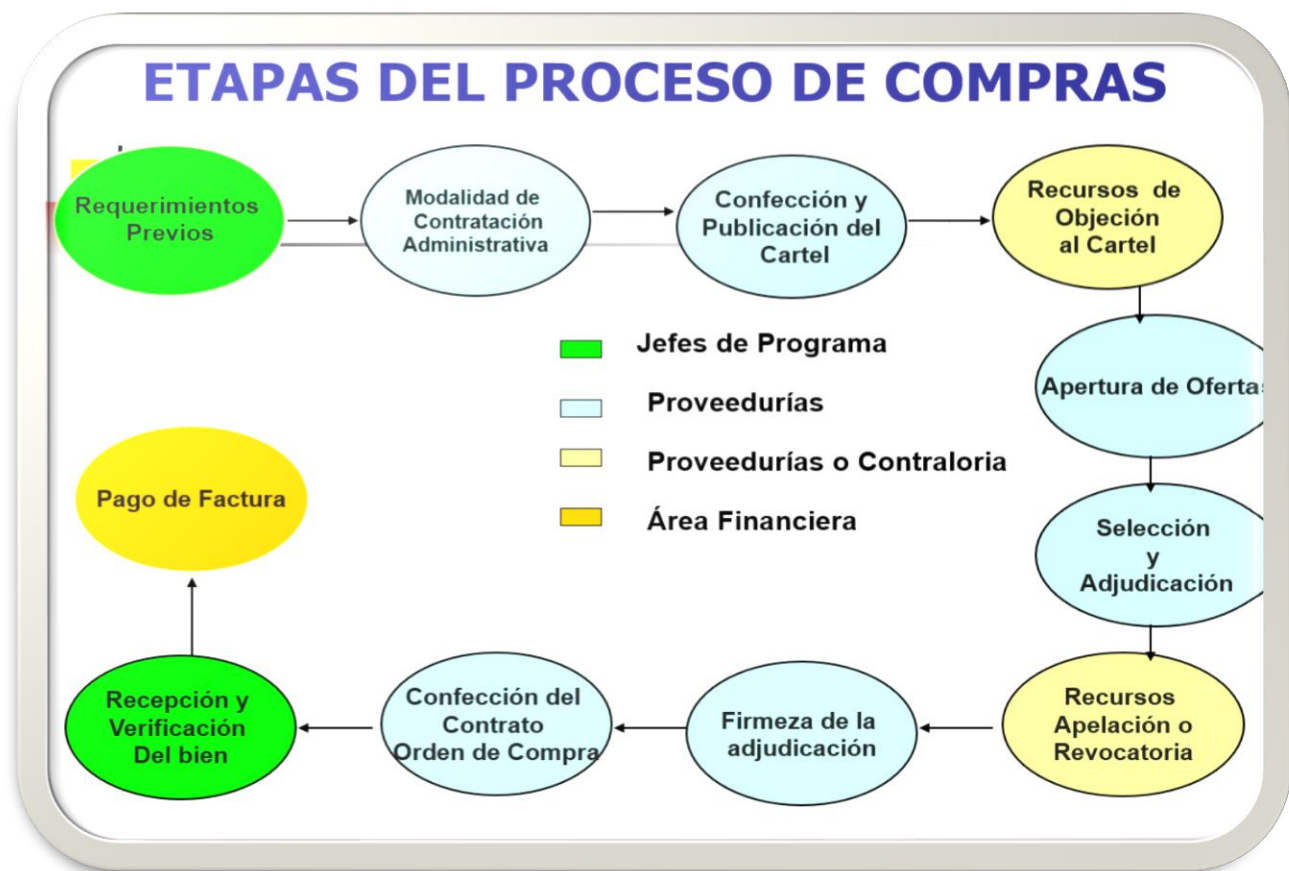 ETAPAS DEL PROCESO DE COMPRAS
Requerimientos
Previos
Modalidad de
Contratación
Administrativa
Confección y
Publicación del
Cartel
Recursos de
Objeción
al Cartel
Jefes de Programa
Proveedurías
Proveedurías o Contraloria
Área Financiera
Apertura de Ofertas
Selección
y
Adjudicación
Recursos
Apelación o
Revocatoria
Firmeza de la
adjudicación
Confección del
Contrato
Orden de Compra
Recepción y
Verificación
Del bien
Pago de Factura